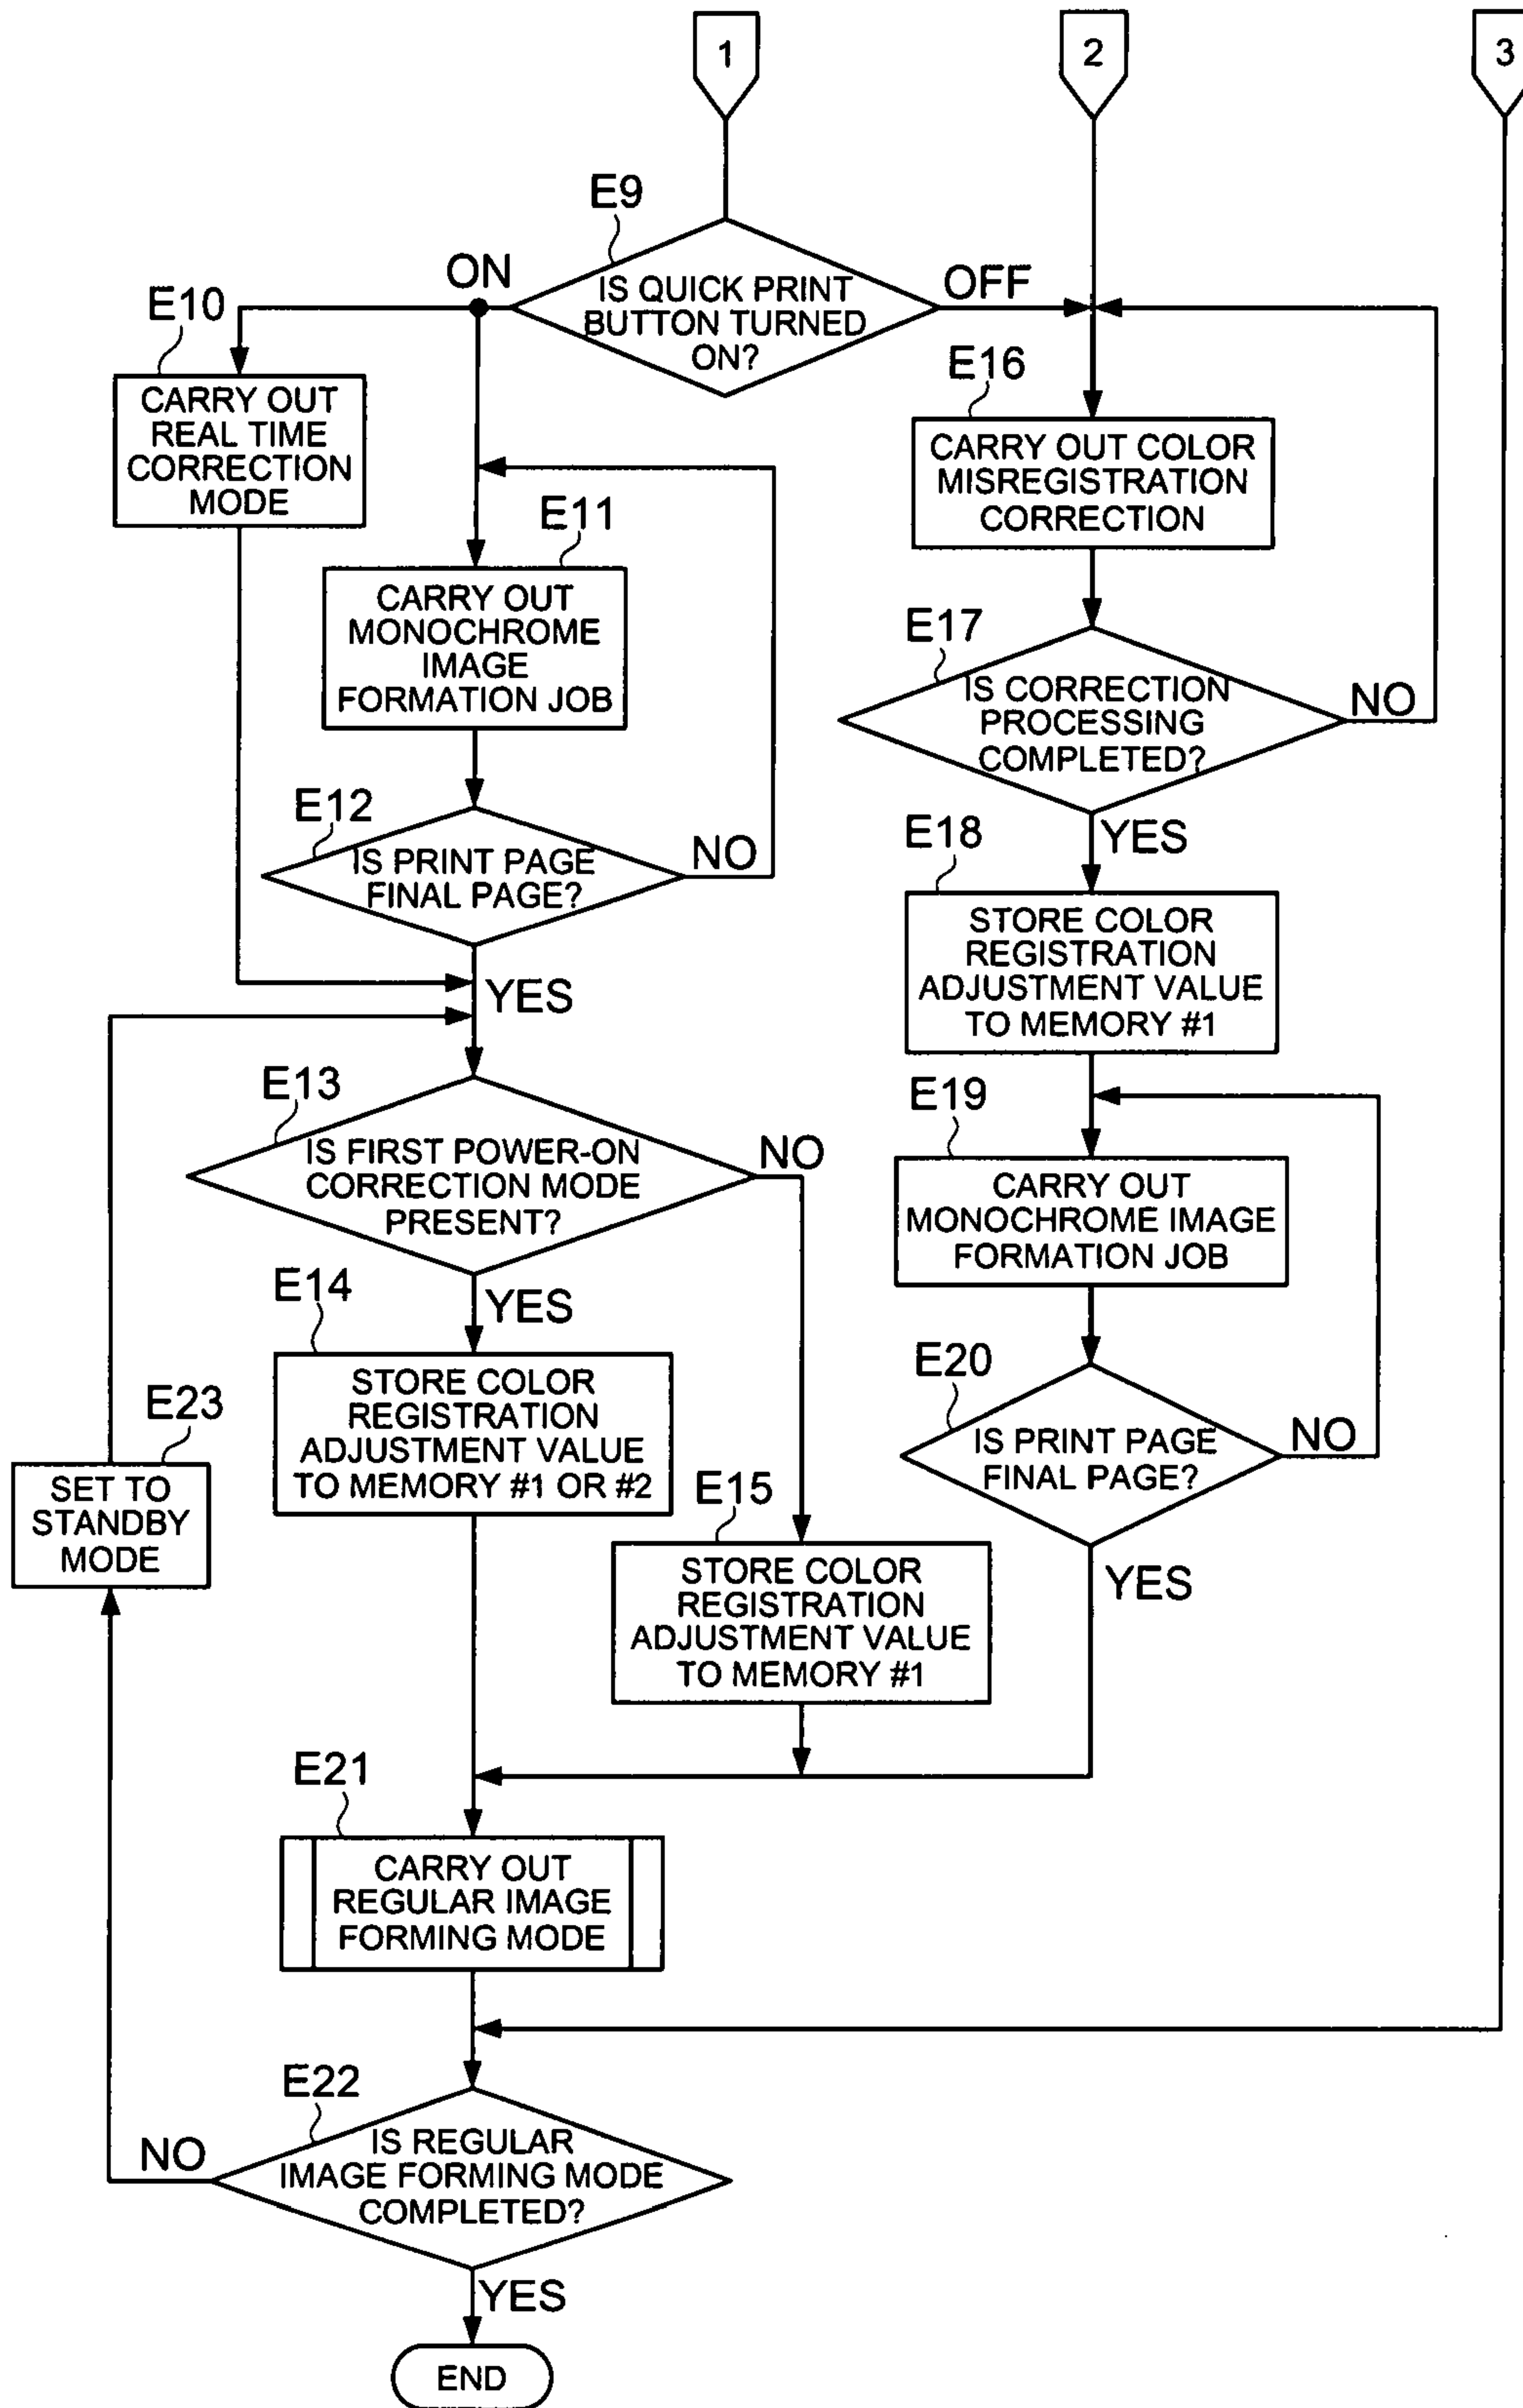 1
2
3
E9
IS QUICK PRINT
BUTTON TURNED
ON?
ON
OFF
E10
CARRY OUT
REAL TIME
CORRECTION
MODE
E11
CARRY OUT
MONOCHROME
IMAGE
FORMATION JOB
E12
IS PRINT PAGE
FINAL PAGE?
NO
YES
E13
IS FIRST POWER-ON
CORRECTION MODE
PRESENT?
NO
YES
E14
STORE COLOR
REGISTRATION
ADJUSTMENT VALUE
TO MEMORY #1 OR #2
E15
STORE COLOR
REGISTRATION
ADJUSTMENT VALUE
TO MEMORY #1
E16
CARRY OUT COLOR
MISREGISTRATION
CORRECTION
E17
IS CORRECTION
PROCESSING
COMPLETED?
NO
YES
E18
STORE COLOR
REGISTRATION
ADJUSTMENT VALUE
TO MEMORY #1
E19
CARRY OUT
MONOCHROME IMAGE
FORMATION JOB
E20
IS PRINT PAGE
FINAL PAGE?
NO
YES
E21
CARRY OUT
REGULAR IMAGE
FORMING MODE
E22
IS REGULAR
IMAGE FORMING MODE
COMPLETED?
NO
YES
E23
SET TO
STANDBY
MODE
END